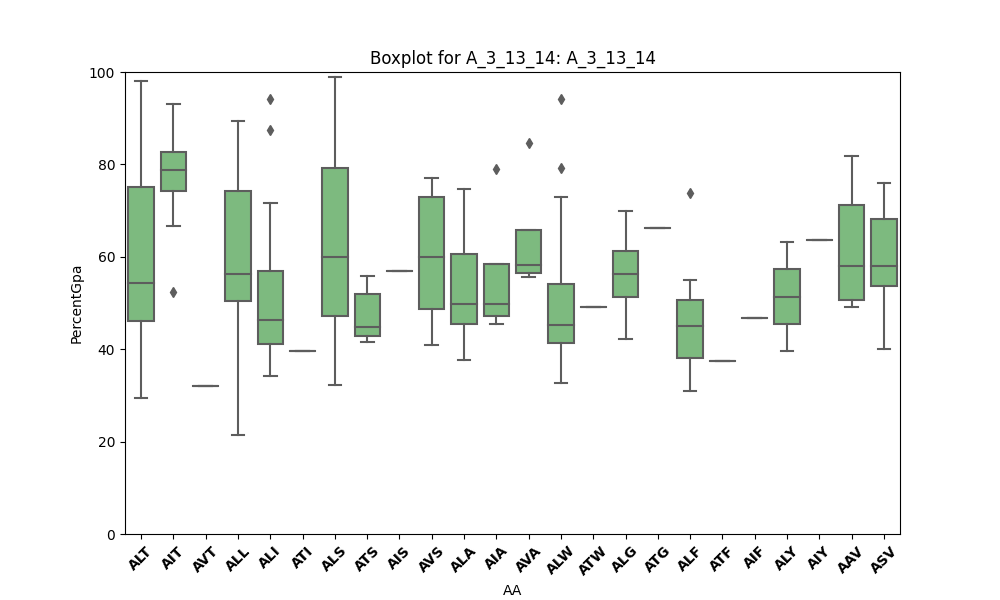 Boxplot for A_3_13_14: A_3_13_14
100
80
60
40
20
0
PercentGpa
ALT AIT AVT ALL ALI ATI ALS ATS AIS AVS ALA AIA AVA ALW ATW ALG ATG ALF ATF AIF ALY AIY AAV ASV
AA